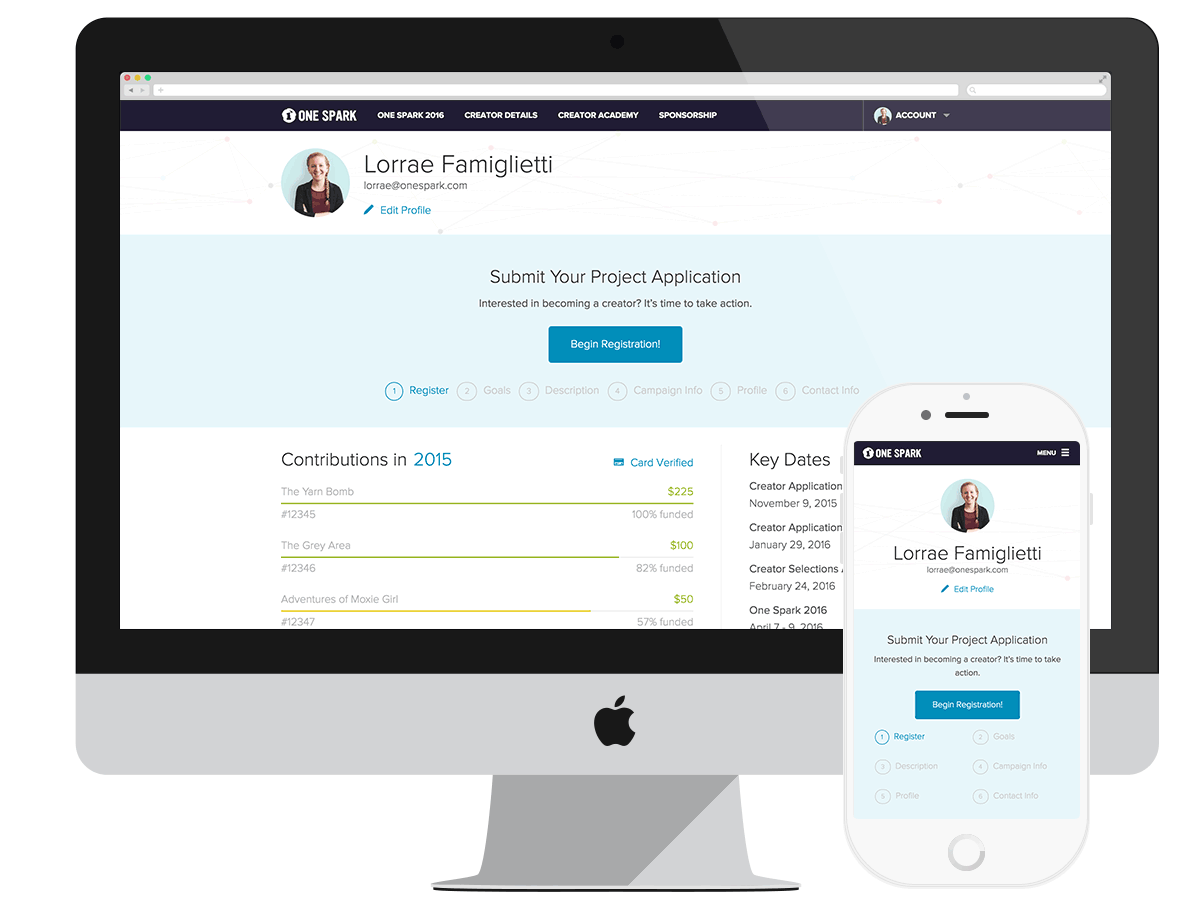 ONE SPARK
ONE SPARK 2016
CREATOR DETAILS
CREATOR ACADEMY
SPONSORSHIP
ACCOUNT
Lorrae Famiglietti
lorrae@onespark.com
Edit Profile
Submit Your Project Application
Interested in becoming a creator? It's time to take action.
Begin Registration!
1 Register 2 Goals 3 Description 4 Campaign Info 5 Profile 6 Contact Info
Contributions in 2015
Card Verified
The Yarn Bomb $225
#12345 100% funded
The Grey Area $100
#12346 82% funded
Adventures of Moxie Girl $50
#12347 57% funded
Key Dates
Creator Application
November 9, 2015
Creator Application
January 29, 2016
Creator Selections
February 24, 2016
One Spark 2016
April 7 - 9, 2016
ONE SPARK
MENU
Lorrae Famiglietti
lorrae@onespark.com
Edit Profile
Submit Your Project Application
Interested in becoming a creator? It's time to take
action.
Begin Registration!
1 Register 2 Goals
3 Description 4 Campaign Info
5 Profile 6 Contact Info